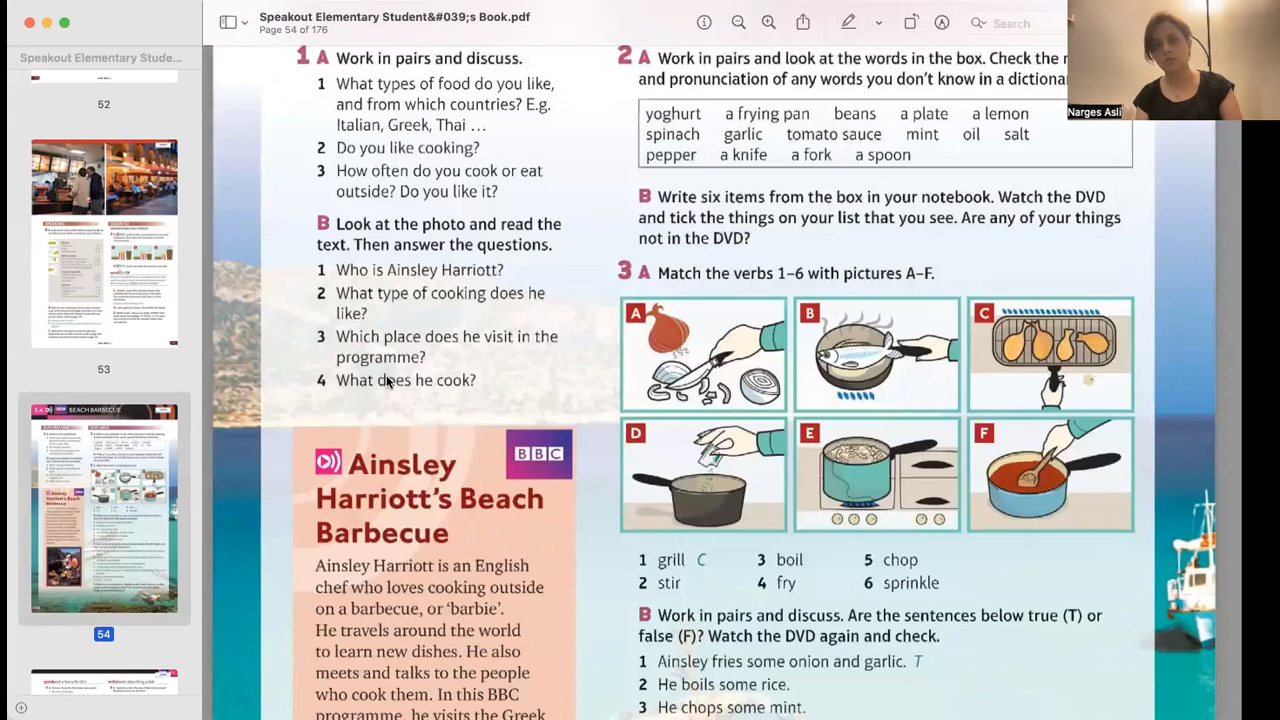 Speakout Elementary Student&#039;s Book.pdf
Page 54 of 176
Search
Speakout Elementary Stude...
52
53
54
Narges Asli
1 A Work in pairs and discuss.
1 What types of food do you like,
and from which countries? E.g.
Italian, Greek, Thai …
2 Do you like cooking?
3 How often do you cook or eat
outside? Do you like it?
B Look at the photo and read the
text. Then answer the questions.
1 Who is Ainsley Harriott?
2 What type of cooking does he
like?
3 Which place does he visit in the
programme?
4 What does he cook?
BBC
Ainsley
Harriott's Beach
Barbecue
Ainsley Harriott is an English
chef who loves cooking outside
on a barbecue, or 'barbie'.
He travels around the world
to learn new dishes. He also
meets and talks to the people
who cook them. In this BBC
programme, he visits the Greek
2 A Work in pairs and look at the words in the box. Check the
and pronunciation of any words you don't know in a
yoghurt a frying pan beans a plate a lemon
spinach garlic tomato sauce mint oil salt
pepper a knife a fork a spoon
B Write six items from the box in your notebook. Watch the DVD
and tick the things on your list that you see. Are any of your things
not in the DVD?
3 A Match the verbs 1–6 with pictures A–F.
A B C
D E F
1 grill C 3 boil 5 chop
2 stir 4 fry 6 sprinkle
B Work in pairs and discuss. Are the sentences below true (T) or
false (F)? Watch the DVD again and check.
1 Ainsley fries some onion and garlic. T
2 He boils some
3 He chops some mint.